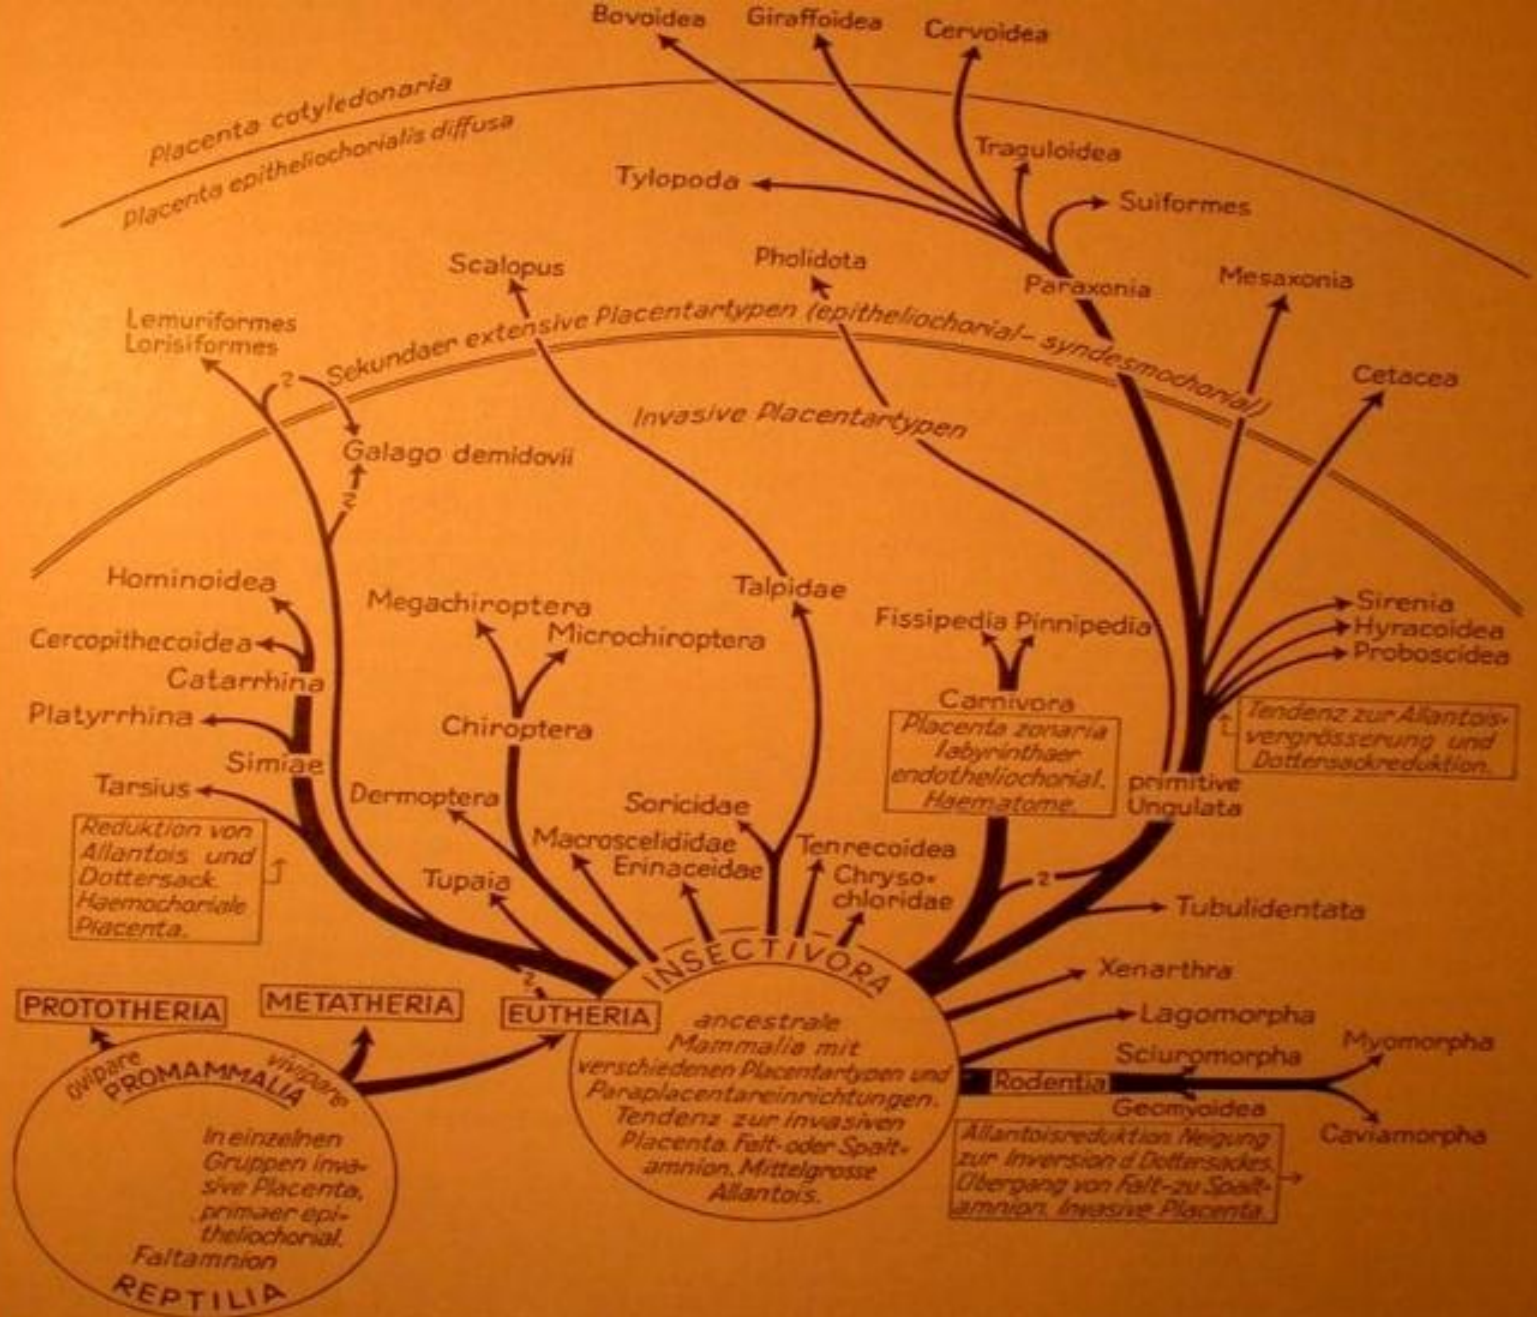 Bovoidea
Giraffoidea
Cervoidea
Placenta cotyledonaria
Placenta epitheliochorialis diffusa
Traguloidea
Tylopoda
Suiformes
Scalopus
Pholidota
Paraxonia
Mesaxonia
Lemuriformes
Lorisiformes
Sekundaer extensive Placentartypen (epitheliochorial-syndesmochorial)
?
Cetacea
Invasive Placentartypen
Galago demidovii
?
Hominoidea
Megachiroptera
Talpidae
Fissipedia
Pinnipedia
Sirenia
Hyracoidea
Proboscidea
Cercopithecoidea
Microchiroptera
Catarrhina
Platyrrhina
Chiroptera
Carnivora
Placenta zonaria
labyrinthaer
endotheliochorial.
Haematome.
Tendenz zur Allantois-
vergrösserung und
Dottersackreduktion.
Simiae
primitive
Ungulata
Tarsius
Dermoptera
Soricidae
Reduktion von
Allantois und
Dottersack.
Haemochoriale
Placenta.
Macroscelididae
Erinaceidae
Tenrecoidea
Chryso-
chloridae
Tupaia
?
Tubulidentata
Xenarthra
INSECTIVORA
?
PROTOTHERIA
METATHERIA
EUTHERIA
Lagomorpha
ancestrale
Mammalia mit
verschiedenen Placentartypen und
Paraplacentareinrichtungen.
Tendenz zur invasiven
Placenta. Falt- oder Spalt-
amnion. Mittelgrosse
Allantois.
Sciuromorpha
Myomorpha
Rodentia
Geomyoidea
Caviamorpha
Allantoisreduktion Neigung
zur Inversion d Dottersackes.
Übergang von Falt- zu Spalt-
amnion. Invasive Placenta.
ovipare
vivipare
PROMAMMALIA
In einzelnen
Gruppen inva-
sive Placenta,
primaer epi-
theliochorial.
Faltamnion
REPTILIA